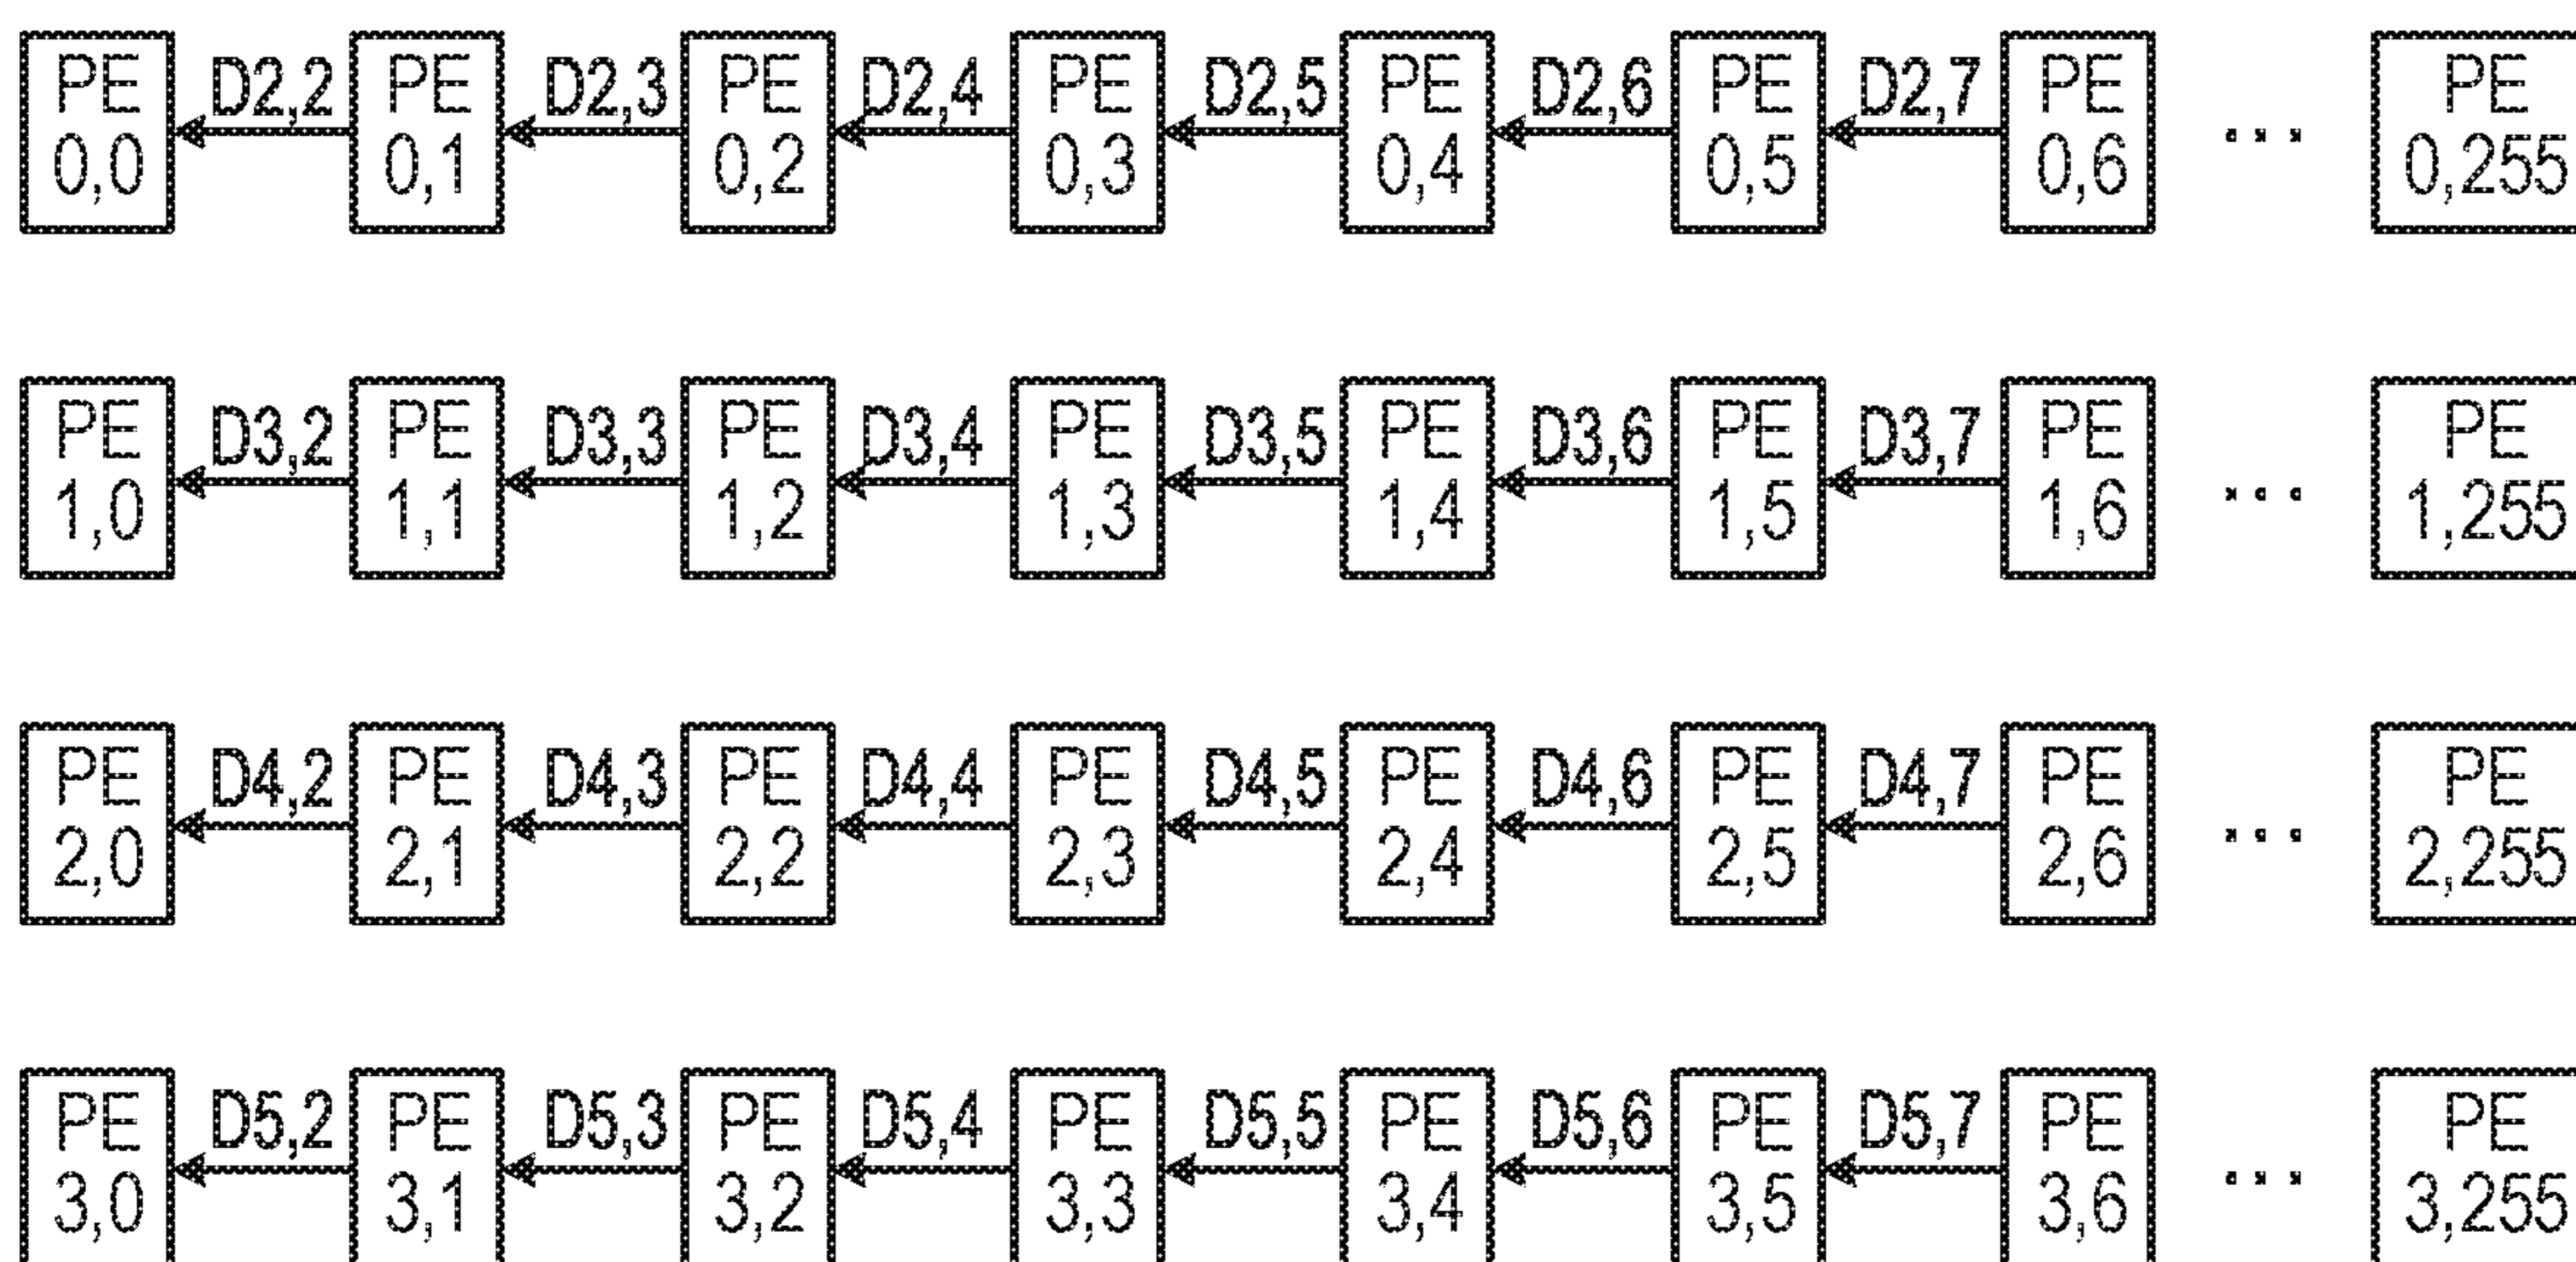 PE D2,2 PE D2,3 PE D2,4 PE D2,5 PE D2,6 PE D2,7 PE PE
0,0 0,1 0,2 0,3 0,4 0,5 0,6 ... 0,255
PE D3,2 PE D3,3 PE D3,4 PE D3,5 PE D3,6 PE D3,7 PE PE
1,0 1,1 1,2 1,3 1,4 1,5 1,6 ... 1,255
PE D4,2 PE D4,3 PE D4,4 PE D4,5 PE D4,6 PE D4,7 PE PE
2,0 2,1 2,2 2,3 2,4 2,5 2,6 ... 2,255
PE D5,2 PE D5,3 PE D5,4 PE D5,5 PE D5,6 PE D5,7 PE PE
3,0 3,1 3,2 3,3 3,4 3,5 3,6 ... 3,255